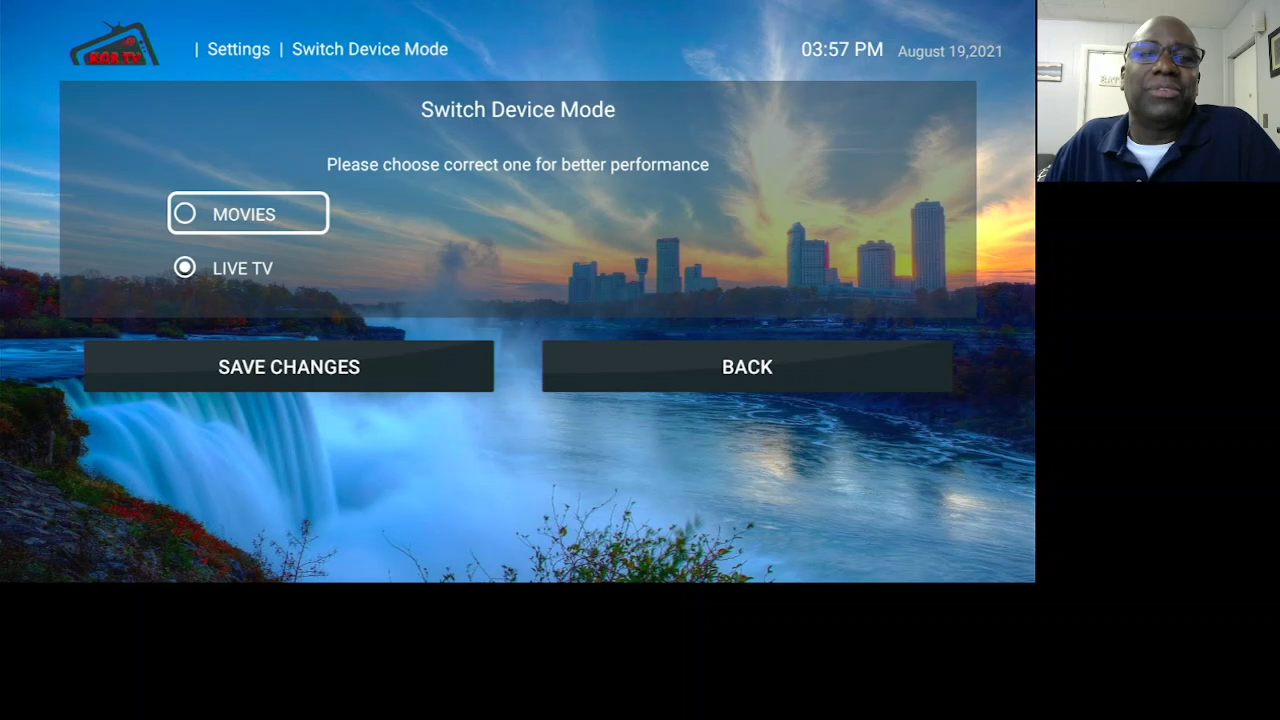 | Settings | Switch Device Mode
03:57 PM August 19,2021
Switch Device Mode
Please choose correct one for better performance
MOVIES
LIVE TV
SAVE CHANGES
BACK